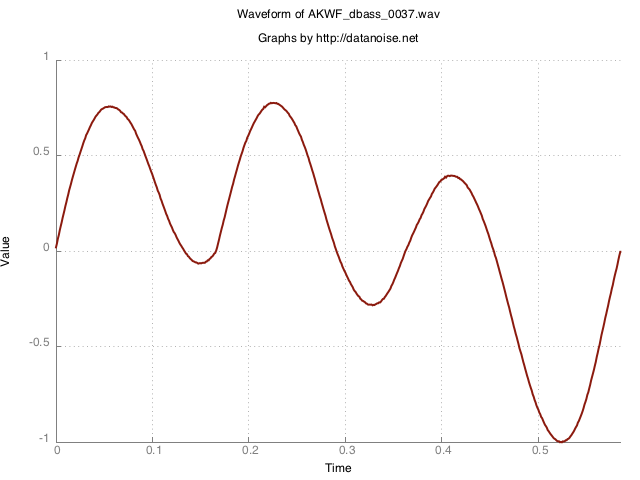 Waveform of AKWF_dbass_0037.wav
Graphs by http://datanoise.net
1
0.5
0
-0.5
-1
Value
0 0.1 0.2 0.3 0.4 0.5
Time